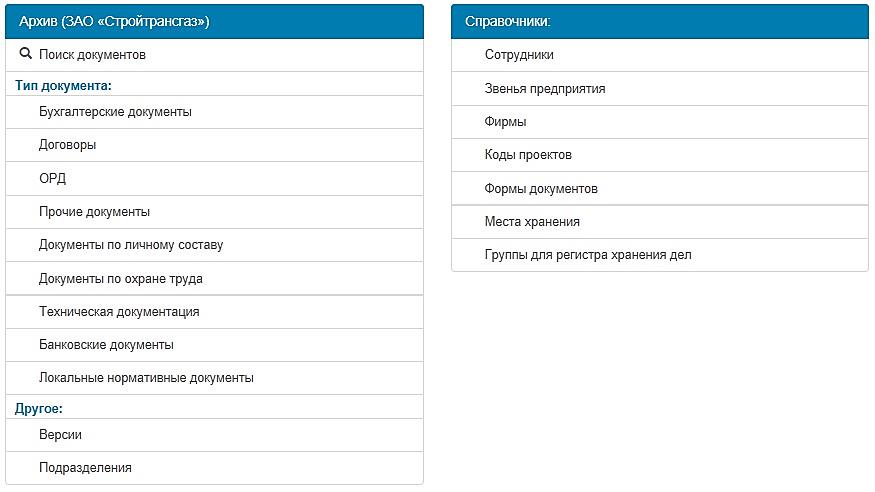 Архив (ЗАО «Стройтрансгаз»)
Поиск документов
Тип документа:
Бухгалтерские документы
Договоры
ОРД
Прочие документы
Документы по личному составу
Документы по охране труда
Техническая документация
Банковские документы
Локальные нормативные документы
Другое:
Версии
Подразделения
Справочники:
Сотрудники
Звенья предприятия
Фирмы
Коды проектов
Формы документов
Места хранения
Группы для регистра хранения дел